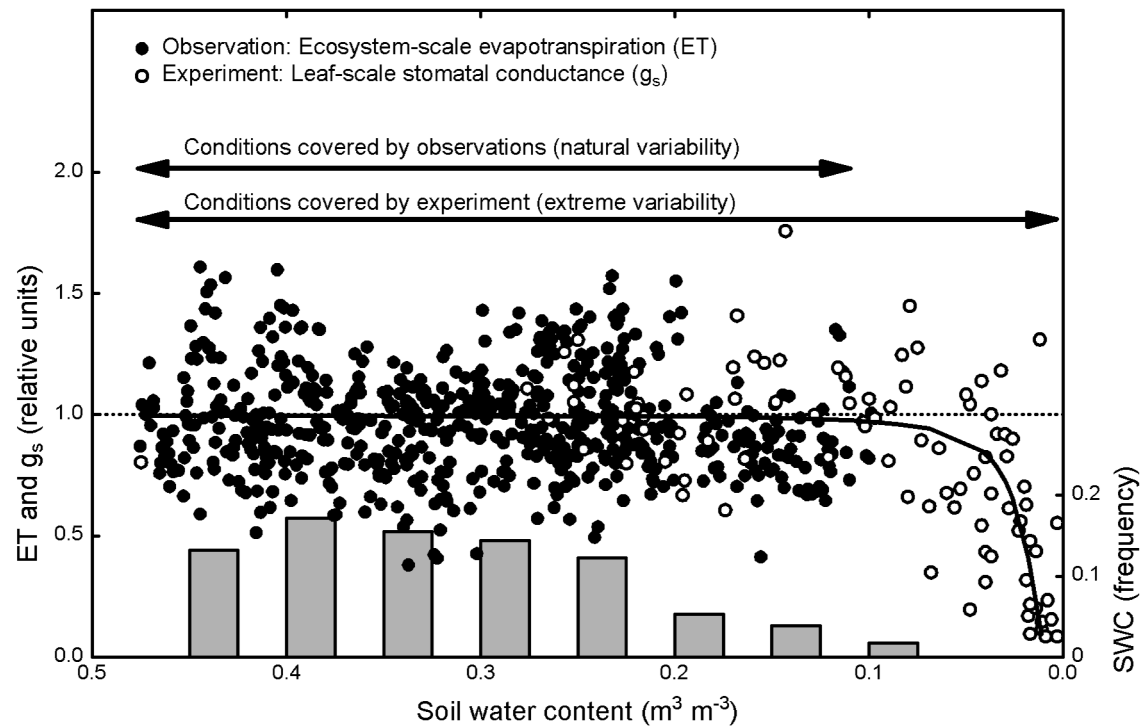 Observation: Ecosystem-scale evapotranspiration (ET)
Experiment: Leaf-scale stomatal conductance (gₛ)
Conditions covered by observations (natural variability)
Conditions covered by experiment (extreme variability)
ET and gₛ (relative units)
2.0
1.5
1.0
0.5
0.0
0.2
0.1
0
SWC (frequency)
0.5
0.4
0.3
0.2
0.1
0.0
Soil water content (m³ m⁻³)